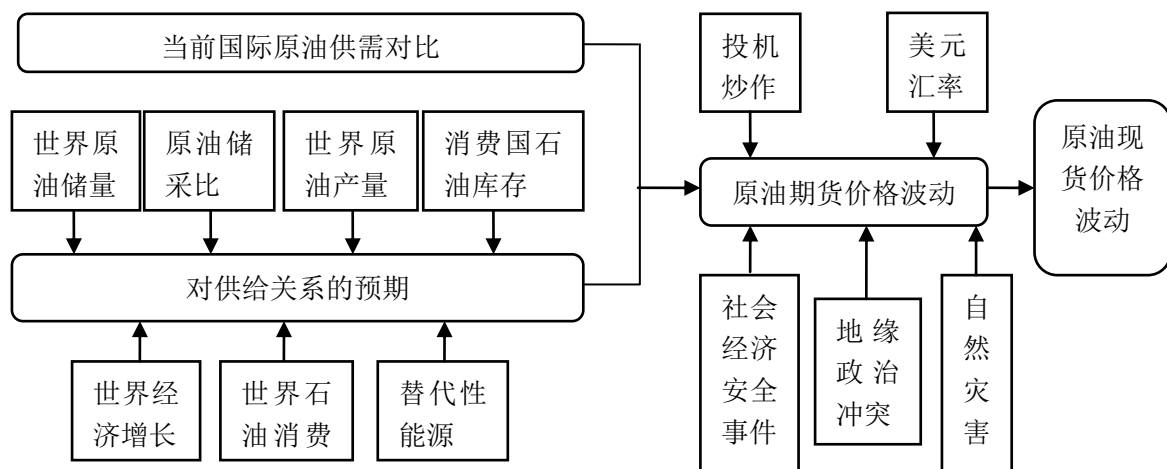 当前国际原油供需对比
投机
炒作
美元
汇率
世界原
油储量
原油储
采比
世界原
油产量
消费国石
油库存
原油期货价格波动
原油现
货价格
波动
对供给关系的预期
世界经
济增长
世界石
油消费
替代性
能源
社会
经济
安全
事件
地缘
政治
冲突
自
然
灾
害